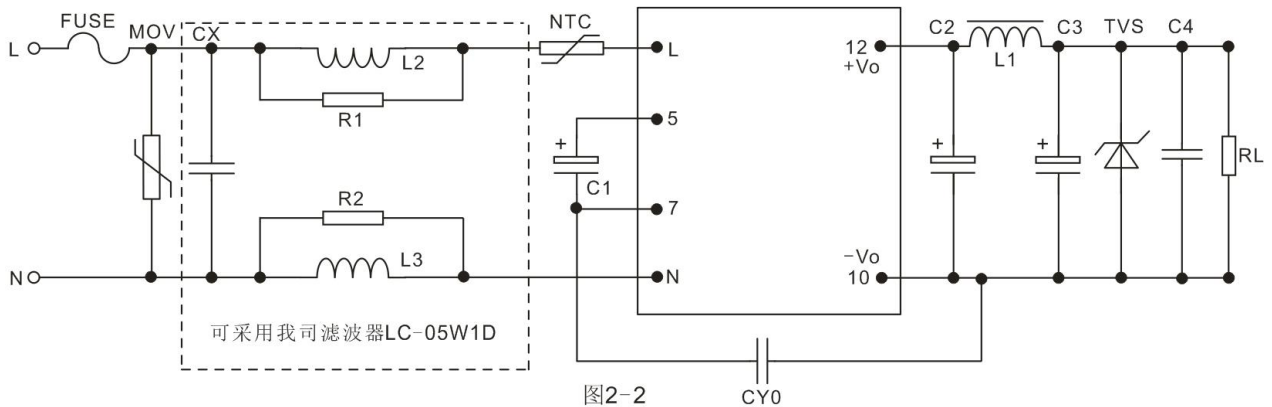 FUSE
MOV
CX
NTC
L
L2
R1
L
5
+
C1
7
R2
L3
N
N
12
+Vo
−Vo
10
C2
L1
C3
TVS
C4
+
+
RL
可采用我司滤波器LC-05W1D
CY0
图2-2